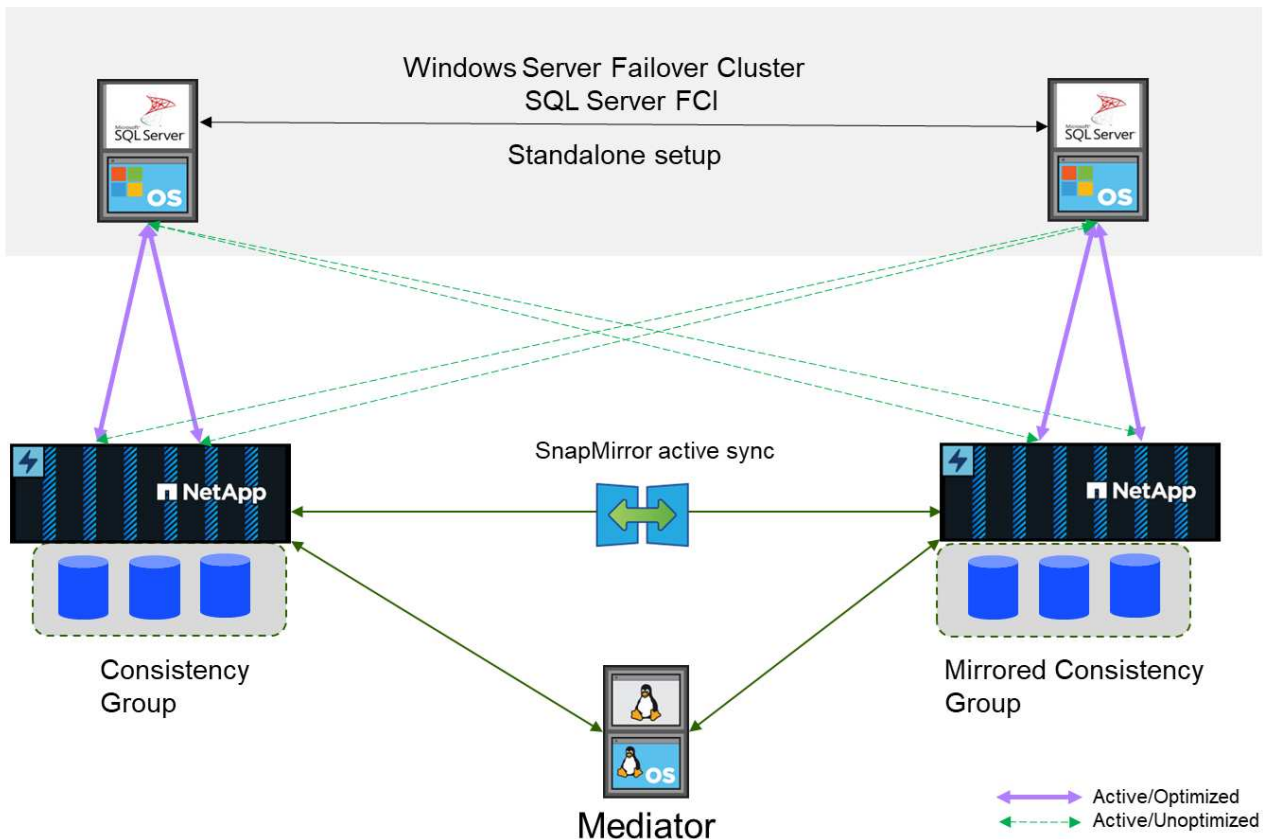 Windows Server Failover Cluster
SQL Server FCI
Microsoft
SQL Server
OS
Standalone setup
Microsoft
SQL Server
OS
NetApp
SnapMirror active sync
NetApp
Consistency
Group
Mirrored Consistency
Group
OS
Mediator
Active/Optimized
Active/Unoptimized